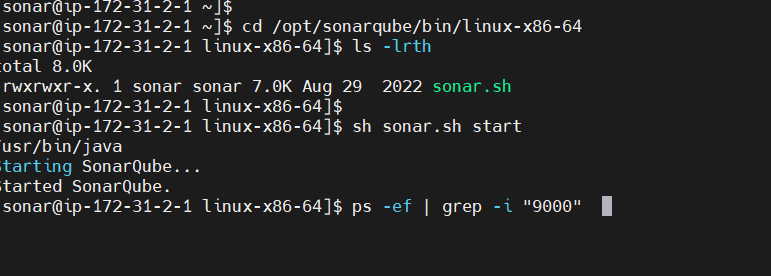 sonar@ip-172-31-2-1 ~]$
sonar@ip-172-31-2-1 ~]$ cd /opt/sonarqube/bin/linux-x86-64
sonar@ip-172-31-2-1 linux-x86-64]$ ls -lrth
total 8.0K
rwxrwxr-x. 1 sonar sonar 7.0K Aug 29  2022 sonar.sh
sonar@ip-172-31-2-1 linux-x86-64]$
sonar@ip-172-31-2-1 linux-x86-64]$ sh sonar.sh start
/usr/bin/java
Starting SonarQube...
Started SonarQube.
sonar@ip-172-31-2-1 linux-x86-64]$ ps -ef | grep -i "9000"